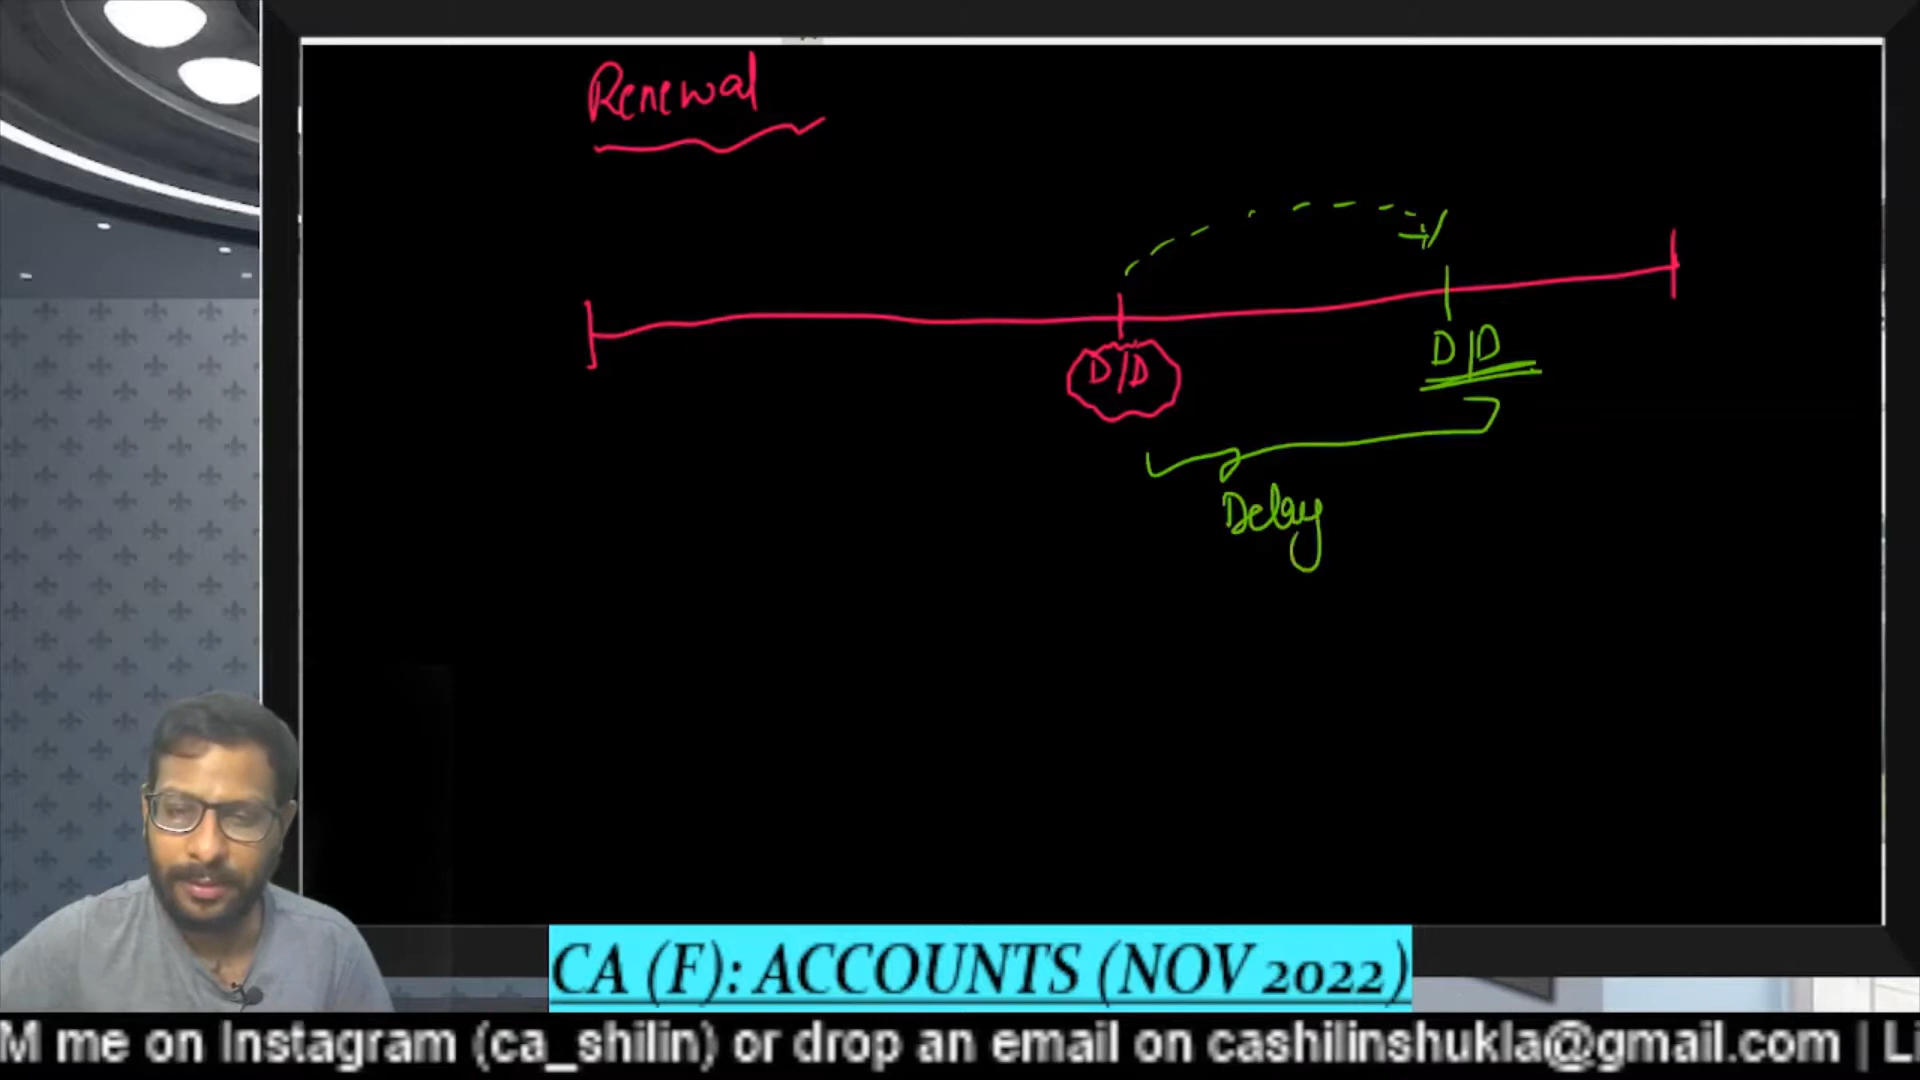 Renewal
D/D
D/D
Delay
CA (F): ACCOUNTS (NOV 2022)
M me on Instagram (ca_shilin) or drop an email on cashilinshukla@gmail.com | Li